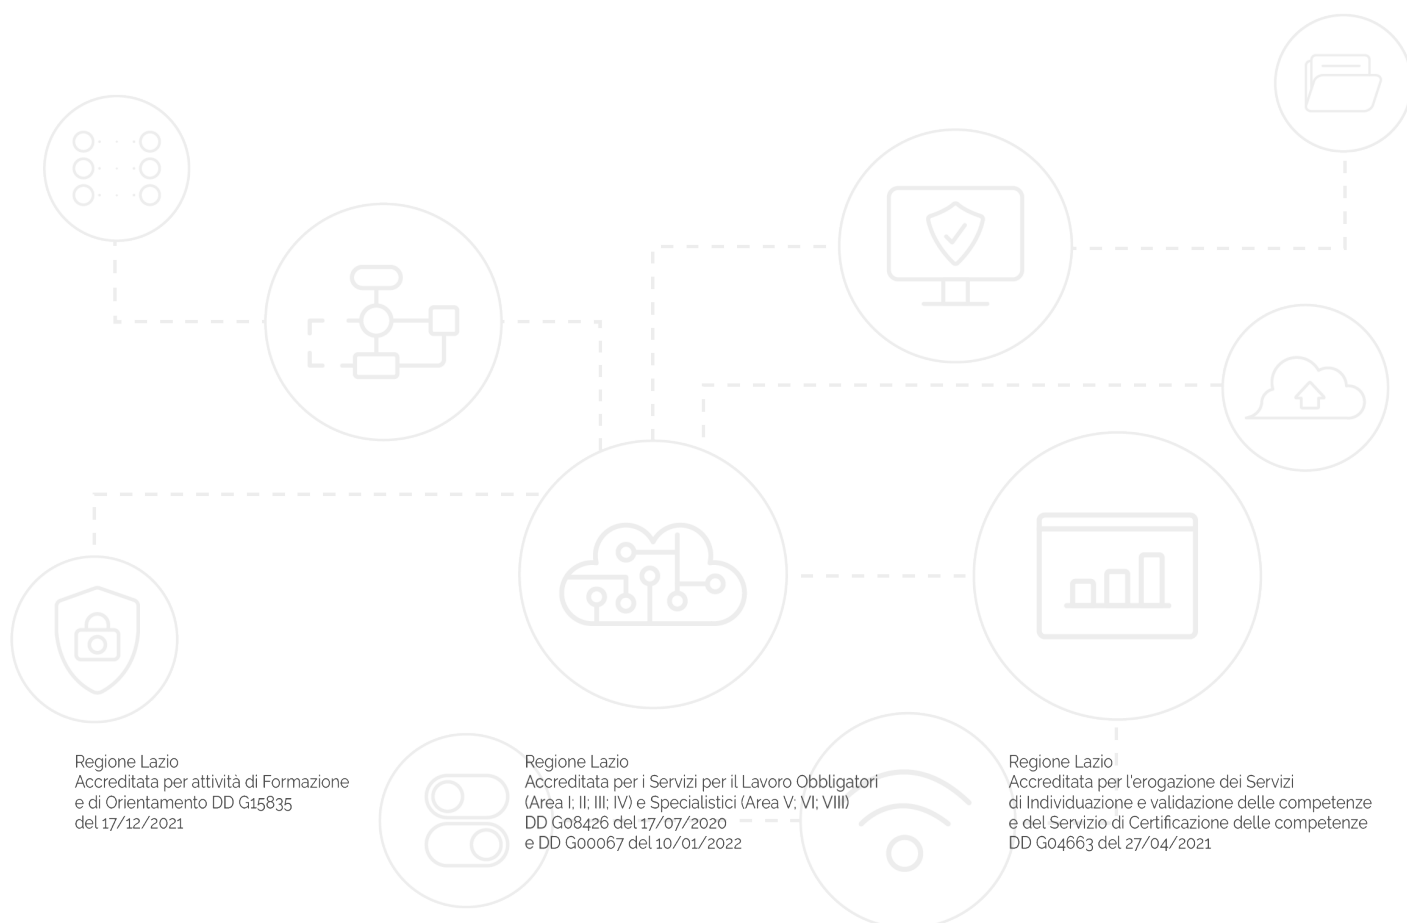 Regione Lazio
Accreditata per attività di Formazione
e di Orientamento DD G15835
del 17/12/2021
Regione Lazio
Accreditata per i Servizi per il Lavoro Obbligatori
(Area I; II; III; IV) e Specialistici (Area V; VI; VIII)
DD G08426 del 17/07/2020
e DD G00067 del 10/01/2022
Regione Lazio
Accreditata per l'erogazione dei Servizi
di Individuazione e validazione delle competenze
e del Servizio di Certificazione delle competenze
DD G04663 del 27/04/2021